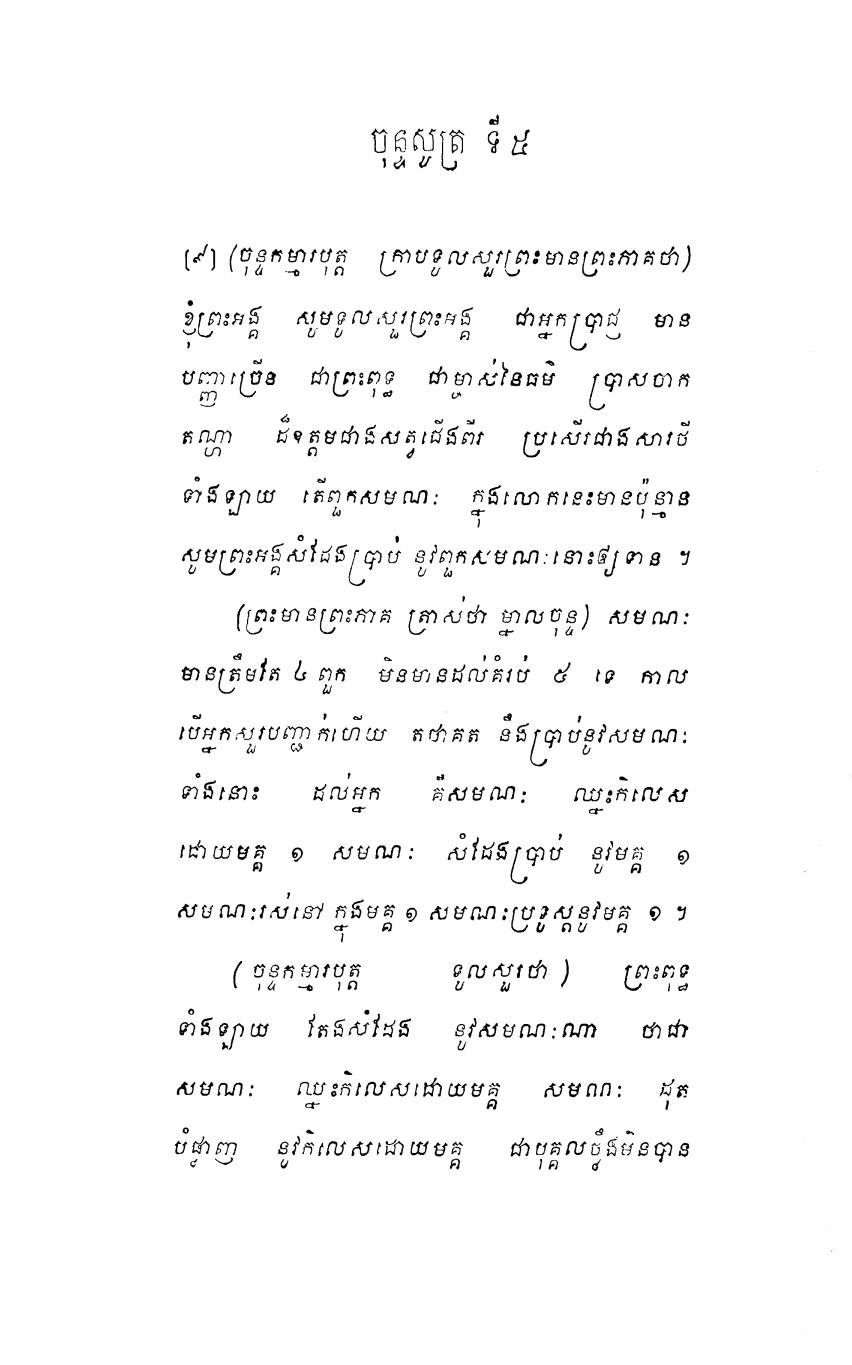 ចុន្ទសូត្រ ទី៥
[៩] (ចុន្ទកម្មារបុត្ត ក្រាបទូលសួរព្រះមានព្រះភាគថា)
ខ្ញុំព្រះអង្គ សូមទូលសួរព្រះអង្គ ជាអ្នកប្រាជ្ញ មាន
បញ្ញាច្រើន ជាព្រះពុទ្ធ ជាម្ចាស់នៃធម៌ ប្រាសចាក
តណ្ហា ដ៏ឧត្តមជាងសត្វជើងពីរ ប្រសើរជាងសារថី
ទាំងឡាយ តើពួកសមណៈ ក្នុងលោកនេះមានប៉ុន្មាន
សូមព្រះអង្គសំដែងប្រាប់ នូវពួកសមណៈនោះឲ្យទាន ។
(ព្រះមានព្រះភាគ ត្រាស់ថា ម្នាលចុន្ទ) សមណៈ
មានត្រឹមតែ ៤ ពួក មិនមានដល់គំរប់ ៥ ទេ កាល
បើអ្នកសួរបញ្ជាក់ហើយ តថាគត នឹងប្រាប់នូវសមណៈ
ទាំងនោះ ដល់អ្នក គឺសមណៈ ឈ្នះកិលេស
ដោយមគ្គ ១ សមណៈ សំដែងប្រាប់ នូវមគ្គ ១
សមណៈរស់នៅ ក្នុងមគ្គ ១ សមណៈប្រទូស្តនូវមគ្គ ១ ។
(ចុន្ទកម្មារបុត្ត ទូលសួរថា) ព្រះពុទ្ធ
ទាំងឡាយ តែងសំដែង នូវសមណៈណា ថាជា
សមណៈ ឈ្នះកិលេសដោយមគ្គ សមណៈ ដុត
បំផ្លាញ នូវកិលេសដោយមគ្គ ជាបុគ្គលថ្លឹងមិនបាន